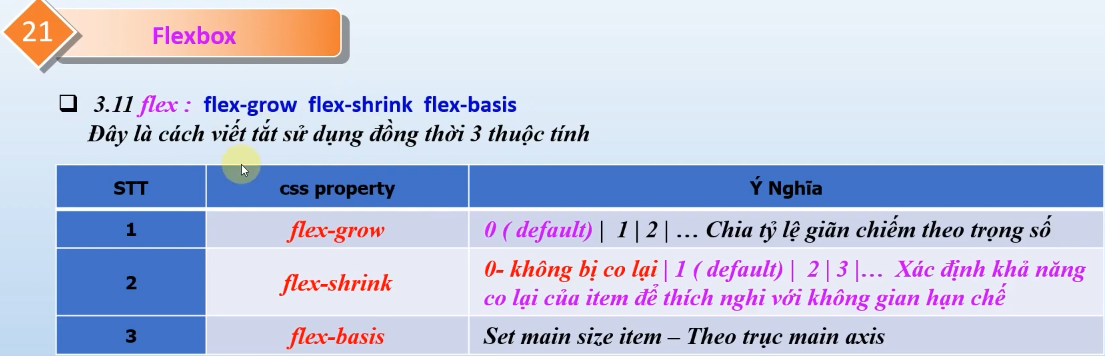 21
Flexbox
3.11 flex : flex-grow flex-shrink flex-basis
Đây là cách viết tắt sử dụng đồng thời 3 thuộc tính
STT css property Ý Nghĩa
1 flex-grow 0 ( default) | 1 | 2 | … Chia tỷ lệ giãn chiếm theo trọng số
2 flex-shrink 0- không bị co lại | 1 ( default) | 2 | 3 |… Xác định khả năng
co lại của item để thích nghi với không gian hạn chế
3 flex-basis Set main size item – Theo trục main axis